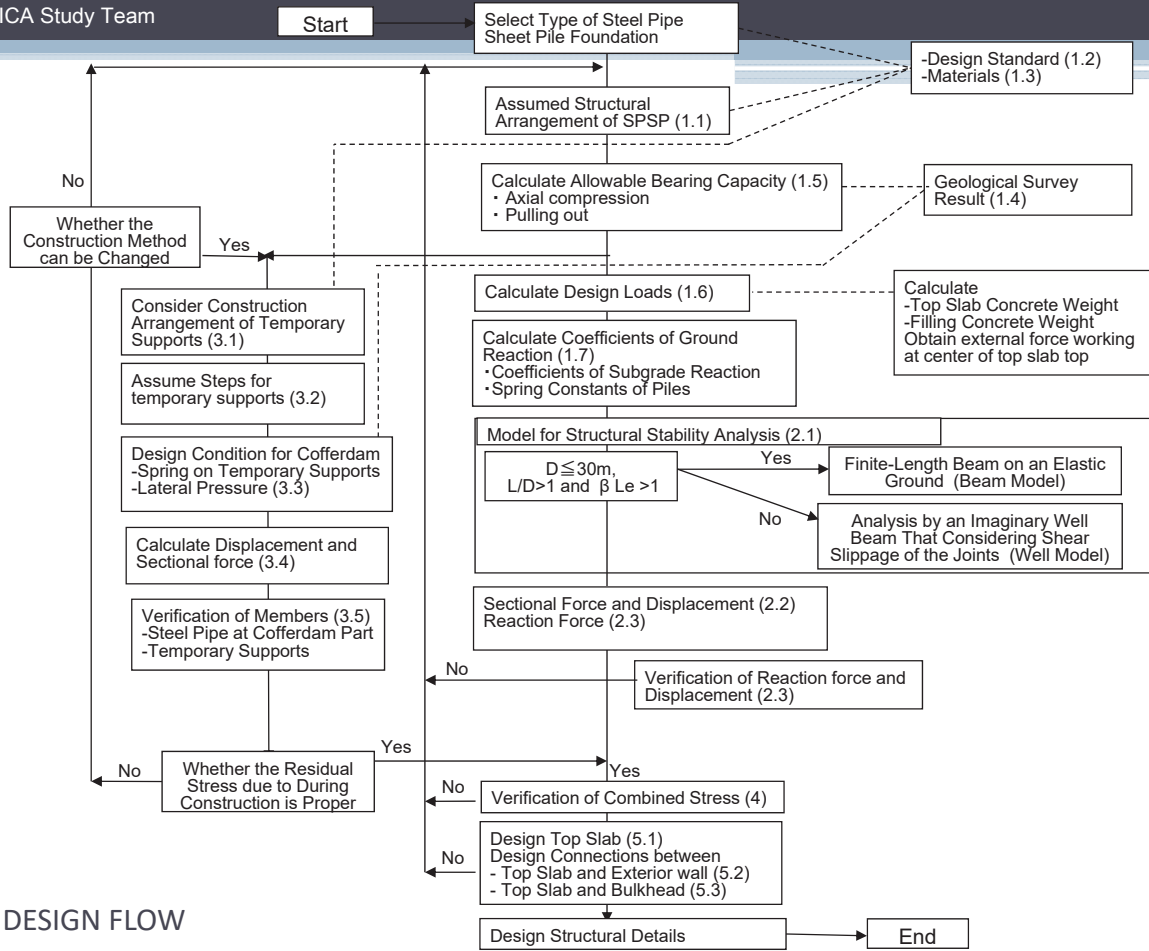 ICA Study Team
Start
Select Type of Steel Pipe
Sheet Pile Foundation
-Design Standard (1.2)
-Materials (1.3)
Assumed Structural
Arrangement of SPSP (1.1)
No
Calculate Allowable Bearing Capacity (1.5)
・Axial compression
・Pulling out
Geological Survey
Result (1.4)
Whether the
Construction Method
can be Changed
Yes
Consider Construction
Arrangement of Temporary
Supports (3.1)
Calculate Design Loads (1.6)
Calculate
-Top Slab Concrete Weight
-Filling Concrete Weight
Obtain external force working
at center of top slab top
Calculate Coefficients of Ground
Reaction (1.7)
・Coefficients of Subgrade Reaction
・Spring Constants of Piles
Assume Steps for
temporary supports (3.2)
Design Condition for Cofferdam
-Spring on Temporary Supports
-Lateral Pressure (3.3)
Model for Structural Stability Analysis (2.1)
D≦30m,
L/D>1 and β Le >1
Yes
Finite-Length Beam on an Elastic
Ground (Beam Model)
No
Analysis by an Imaginary Well
Beam That Considering Shear
Slippage of the Joints (Well Model)
Calculate Displacement and
Sectional force (3.4)
Verification of Members (3.5)
-Steel Pipe at Cofferdam Part
-Temporary Supports
Sectional Force and Displacement (2.2)
Reaction Force (2.3)
No
Verification of Reaction force and
Displacement (2.3)
Whether the Residual
Stress due to During
Construction is Proper
Yes
No
Yes
No
Verification of Combined Stress (4)
No
Design Top Slab (5.1)
Design Connections between
- Top Slab and Exterior wall (5.2)
- Top Slab and Bulkhead (5.3)
DESIGN FLOW
Design Structural Details
End